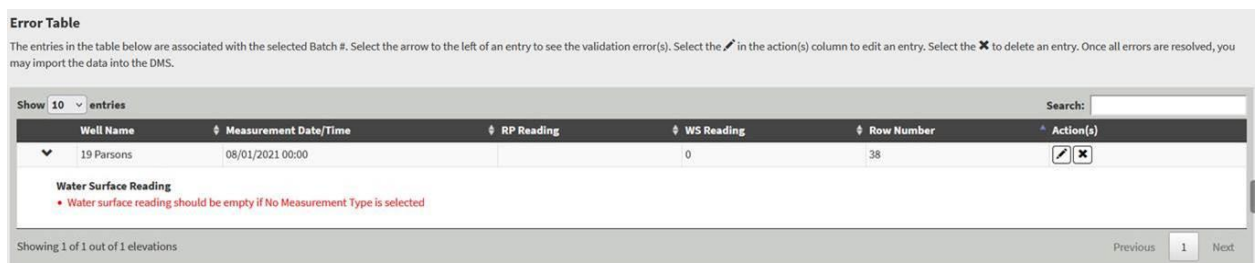 Error Table
The entries in the table below are associated with the selected Batch #. Select the arrow to the left of an entry to see the validation error(s). Select the in the action(s) column to edit an entry. Select the ✖ to delete an entry. Once all errors are resolved, you
may import the data into the DMS.
Show 10 entries Search:
Well Name Measurement Date/Time RP Reading WS Reading Row Number Action(s)
19 Parsons 08/01/2021 00:00 0 38
Water Surface Reading
• Water surface reading should be empty if No Measurement Type is selected
Showing 1 of 1 out of 1 elevations Previous 1 Next